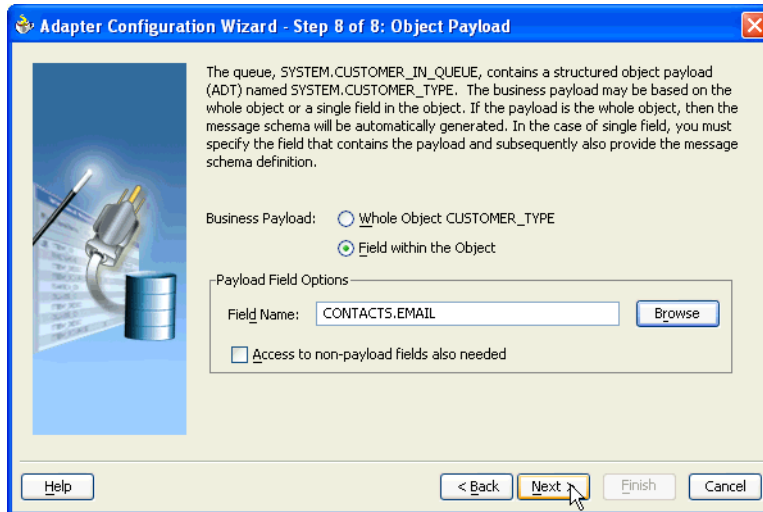 Adapter Configuration Wizard - Step 8 of 8: Object Payload
The queue, SYSTEM.CUSTOMER_IN_QUEUE, contains a structured object payload
(ADT) named SYSTEM.CUSTOMER_TYPE. The business payload may be based on the
whole object or a single field in the object. If the payload is the whole object, then the
message schema will be automatically generated. In the case of single field, you must
specify the field that contains the payload and subsequently also provide the message
schema definition.
Business Payload: Whole Object CUSTOMER_TYPE
Field within the Object
Payload Field Options
Field Name: CONTACTS.EMAIL Browse
Access to non-payload fields also needed
Help < Back Next > Finish Cancel